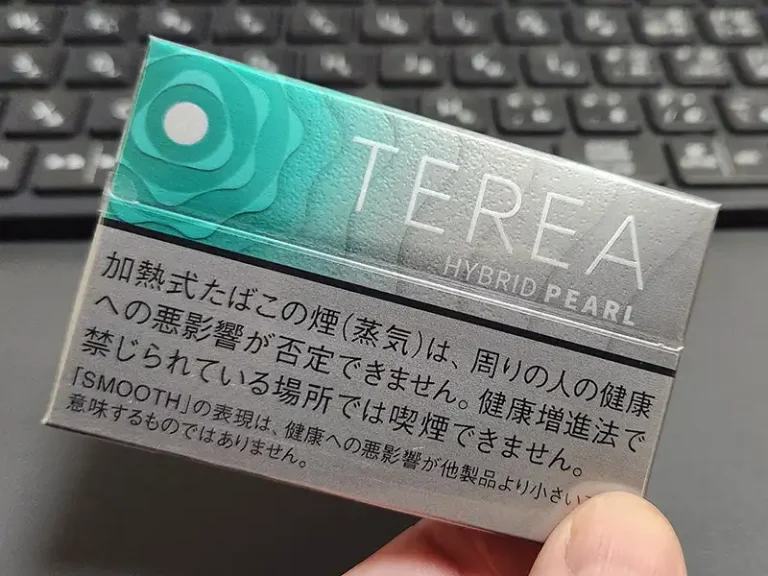 TEREA
HYBRID PEARL
加熱式たばこの煙(蒸気)は、周りの人の健康
への悪影響が否定できません。健康増進法で
禁じられている場所では喫煙できません。
「SMOOTH」の表現は、健康への悪影響が他製品より小さい
意味するものではありません。